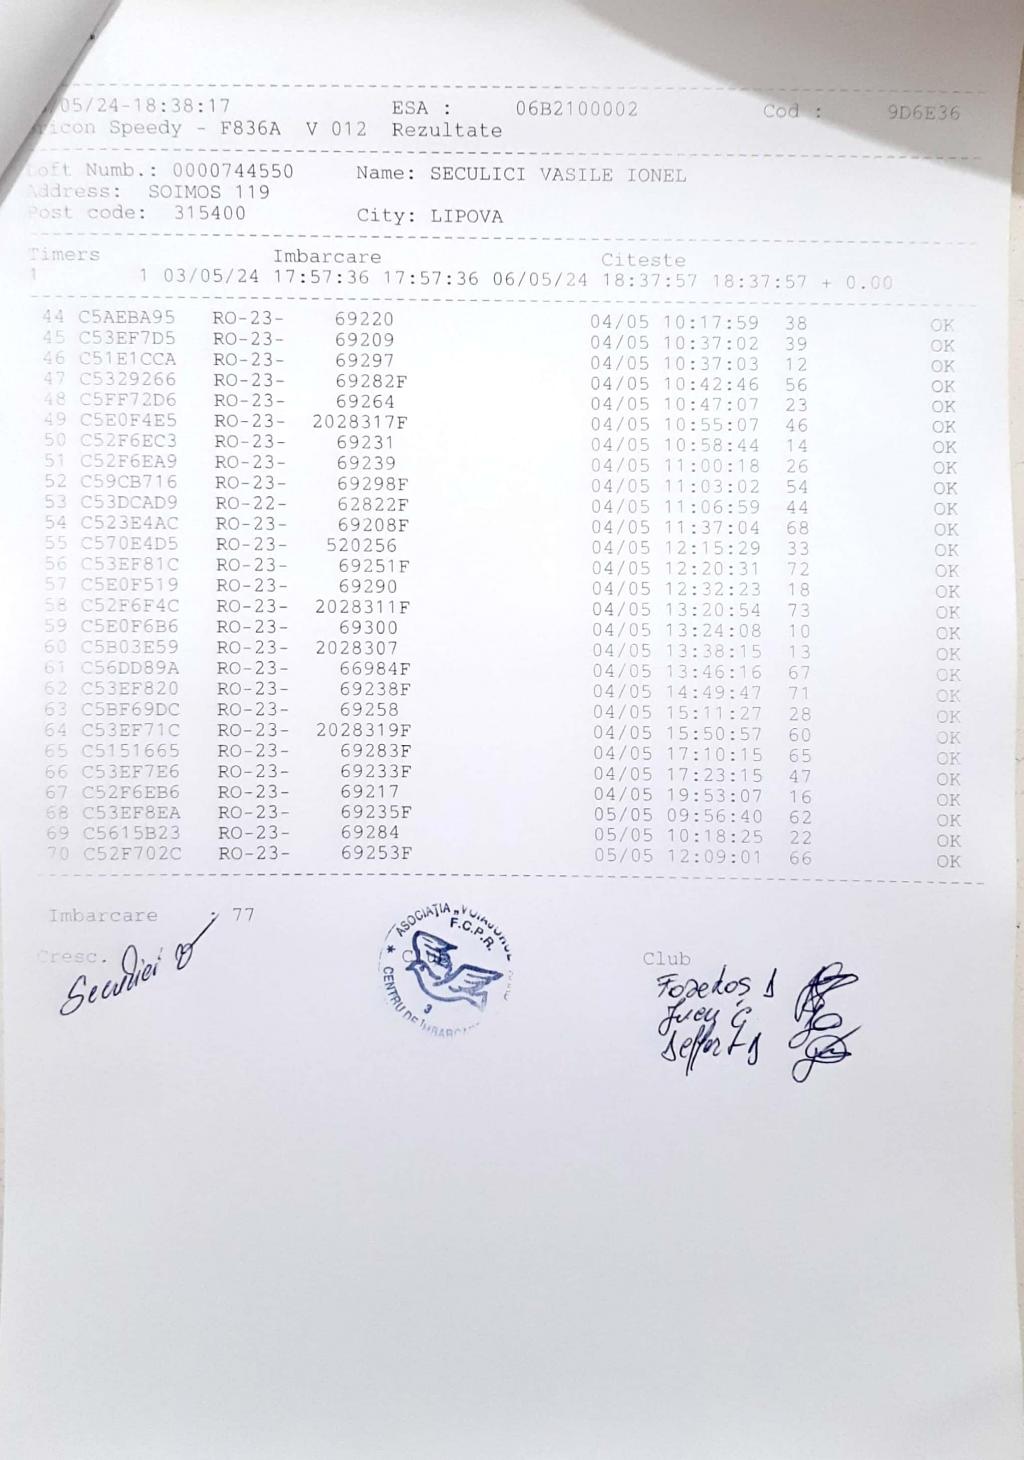 /05/24-18:38:17 ESA : 06B2100002 Cod : 9D6E36
ricon Speedy - F836A V 012 Rezultate
Loft Numb.: 0000744550 Name: SECULICI VASILE IONEL
Address: SOIMOS 119
Post code: 315400 City: LIPOVA
Timers Imbarcare Citeste
1 1 03/05/24 17:57:36 17:57:36 06/05/24 18:37:57 18:37:57 + 0.00
44 C5AEBA95 RO-23- 69220 04/05 10:17:59 38 OK
45 C53EF7D5 RO-23- 69209 04/05 10:37:02 39 OK
46 C51E1CCA RO-23- 69297 04/05 10:37:03 12 OK
47 C5329266 RO-23- 69282F 04/05 10:42:46 56 OK
48 C5FF72D6 RO-23- 69264 04/05 10:47:07 23 OK
49 C5E0F4E5 RO-23- 2028317F 04/05 10:55:07 46 OK
50 C52F6EC3 RO-23- 69231 04/05 10:58:44 14 OK
51 C52F6EA9 RO-23- 69239 04/05 11:00:18 26 OK
52 C59CB716 RO-23- 69298F 04/05 11:03:02 54 OK
53 C53DCAD9 RO-22- 62822F 04/05 11:06:59 44 OK
54 C523E4AC RO-23- 69208F 04/05 11:37:04 68 OK
55 C570E4D5 RO-23- 520256 04/05 12:15:29 33 OK
56 C53EF81C RO-23- 69251F 04/05 12:20:31 72 OK
57 C5E0F519 RO-23- 69290 04/05 12:32:23 18 OK
58 C52F6F4C RO-23- 2028311F 04/05 13:20:54 73 OK
59 C5E0F6B6 RO-23- 69300 04/05 13:24:08 10 OK
60 C5B03E59 RO-23- 2028307 04/05 13:38:15 13 OK
61 C56DD89A RO-23- 66984F 04/05 13:46:16 67 OK
62 C53EF820 RO-23- 69238F 04/05 14:49:47 71 OK
63 C5BF69DC RO-23- 69258 04/05 15:11:27 28 OK
64 C53EF71C RO-23- 2028319F 04/05 15:50:57 60 OK
65 C5151665 RO-23- 69283F 04/05 17:10:15 65 OK
66 C53EF7E6 RO-23- 69233F 04/05 17:23:15 47 OK
67 C52F6EB6 RO-23- 69217 04/05 19:53:07 16 OK
68 C53EF8EA RO-23- 69235F 05/05 09:56:40 62 OK
69 C5615B23 RO-23- 69284 05/05 10:18:25 22 OK
70 C52F702C RO-23- 69253F 05/05 12:09:01 66 OK
Imbarcare : 77
Cresc. Club Club
ASOCIAȚIA
F.C.P.R.
CENTRU DE ÎMBARC
3